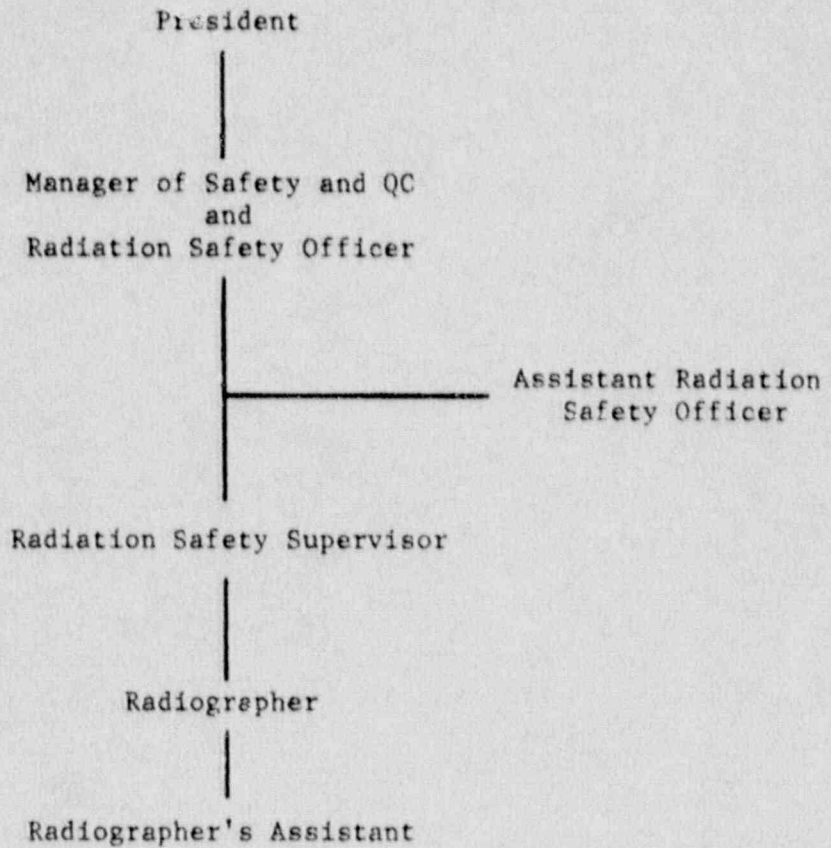 President
Manager of Safety and QC
and
Radiation Safety Officer
Assistant Radiation
Safety Officer
Radiation Safety Supervisor
Radiographer
Radiographer's Assistant